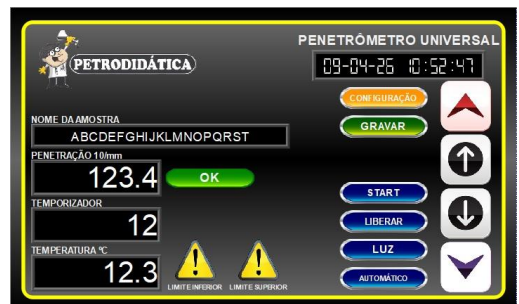 PENETRÔMETRO UNIVERSAL
PETRODIDÁTICA
09-04-26 10:52:47
CONFIGURAÇÃO
NOME DA AMOSTRA
GRAVAR
ABCDEFGHIJKLMNOPQRST
PENETRAÇÃO 10/mm
123.4
OK
START
TEMPORIZADOR
12
LIBERAR
TEMPERATURA ºC
LUZ
12.3
LIMITE INFERIOR
LIMITE SUPERIOR
AUTOMÁTICO